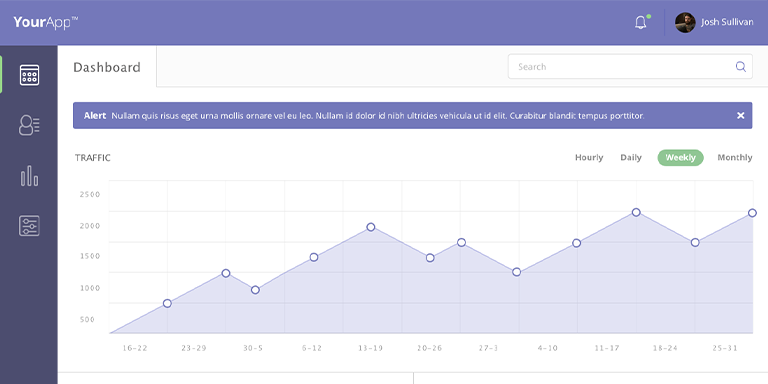 YourApp™
Josh Sullivan
Dashboard
Search
Alert Nullam quis risus eget urna mollis ornare vel eu leo. Nullam id dolor id nibh ultricies vehicula ut id elit. Curabitur blandit tempus porttitor.
TRAFFIC
Hourly Daily Weekly Monthly
2500
2000
1500
1000
500
16-22 23-29 30-5 6-12 13-19 20-26 27-3 4-10 11-17 18-24 25-31